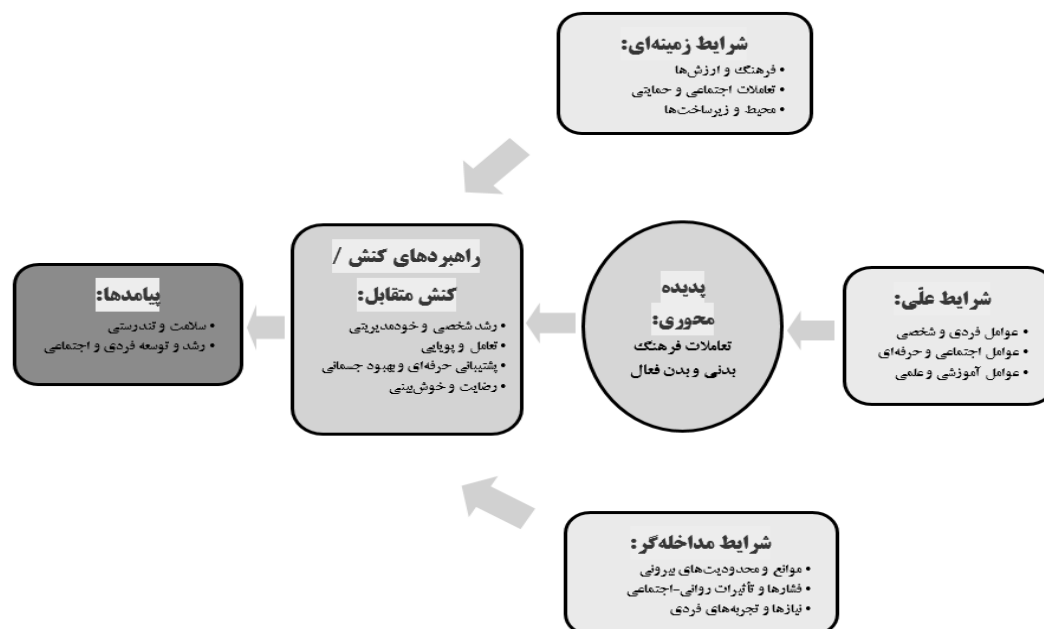 شرایط زمینه‌ای:
• فرهنگ و ارزش‌ها
• تعاملات اجتماعی و حمایتی
• محیط و زیرساخت‌ها
شرایط علّی:
• عوامل فردی و شخصی
• عوامل اجتماعی و حرفه‌ای
• عوامل آموزشی و علمی
پدیده
محوری:
تعاملات فرهنگ
بدنی و بدن فعال
راهبردهای کنش /
کنش متقابل:
• رشد شخصی و خودمدیریتی
• تعامل و پویایی
• پشتیبانی حرفه‌ای و بهبود جسمانی
• رضایت و خوش‌بینی
پیامدها:
• سلامت و تندرستی
• رشد و توسعه فردی و اجتماعی
شرایط مداخله‌گر:
• موانع و محدودیت‌های بیرونی
• فشارها و تأثیرات روانی-اجتماعی
• نیازها و تجربه‌های فردی